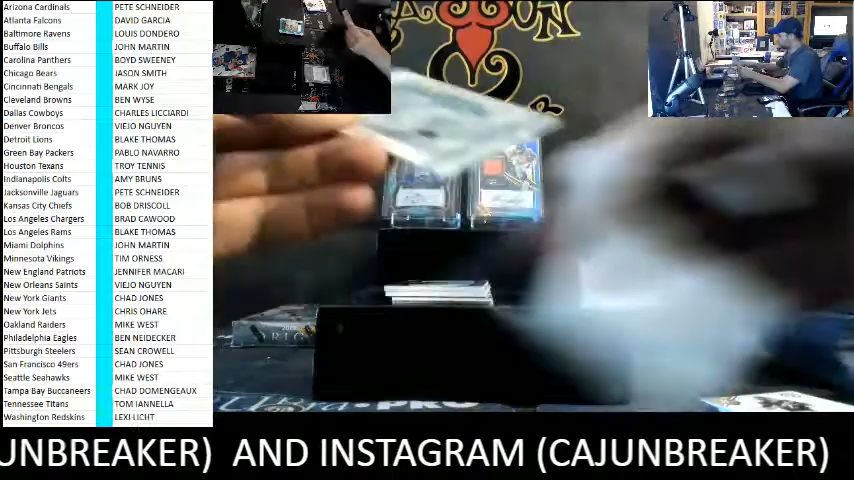 Arizona Cardinals PETE SCHNEIDER
Atlanta Falcons DAVID GARCIA
Baltimore Ravens LOUIS DONDERO
Buffalo Bills JOHN MARTIN
Carolina Panthers BOYD SWEENEY
Chicago Bears JASON SMITH
Cincinnati Bengals MARK JOY
Cleveland Browns BEN WYSE
Dallas Cowboys CHARLES LICCIARDI
Denver Broncos VIEJO NGUYEN
Detroit Lions BLAKE THOMAS
Green Bay Packers PABLO NAVARRO
Houston Texans TROY TENNIS
Indianapolis Colts AMY BRUNS
Jacksonville Jaguars PETE SCHNEIDER
Kansas City Chiefs BOB DRISCOLL
Los Angeles Chargers BRAD CAWOOD
Los Angeles Rams BLAKE THOMAS
Miami Dolphins JOHN MARTIN
Minnesota Vikings TIM ORNESS
New England Patriots JENNIFER MACARI
New Orleans Saints VIEJO NGUYEN
New York Giants CHAD JONES
New York Jets CHRIS OHARE
Oakland Raiders MIKE WEST
Philadelphia Eagles BEN NEIDECKER
Pittsburgh Steelers SEAN CROWELL
San Francisco 49ers CHAD JONES
Seattle Seahawks MIKE WEST
Tampa Bay Buccaneers CHAD DOMENGEAUX
Tennessee Titans TOM IANNELLA
Washington Redskins LEXI LICHT
PRO
UNBREAKER) AND INSTAGRAM (CAJUNBREAKER)